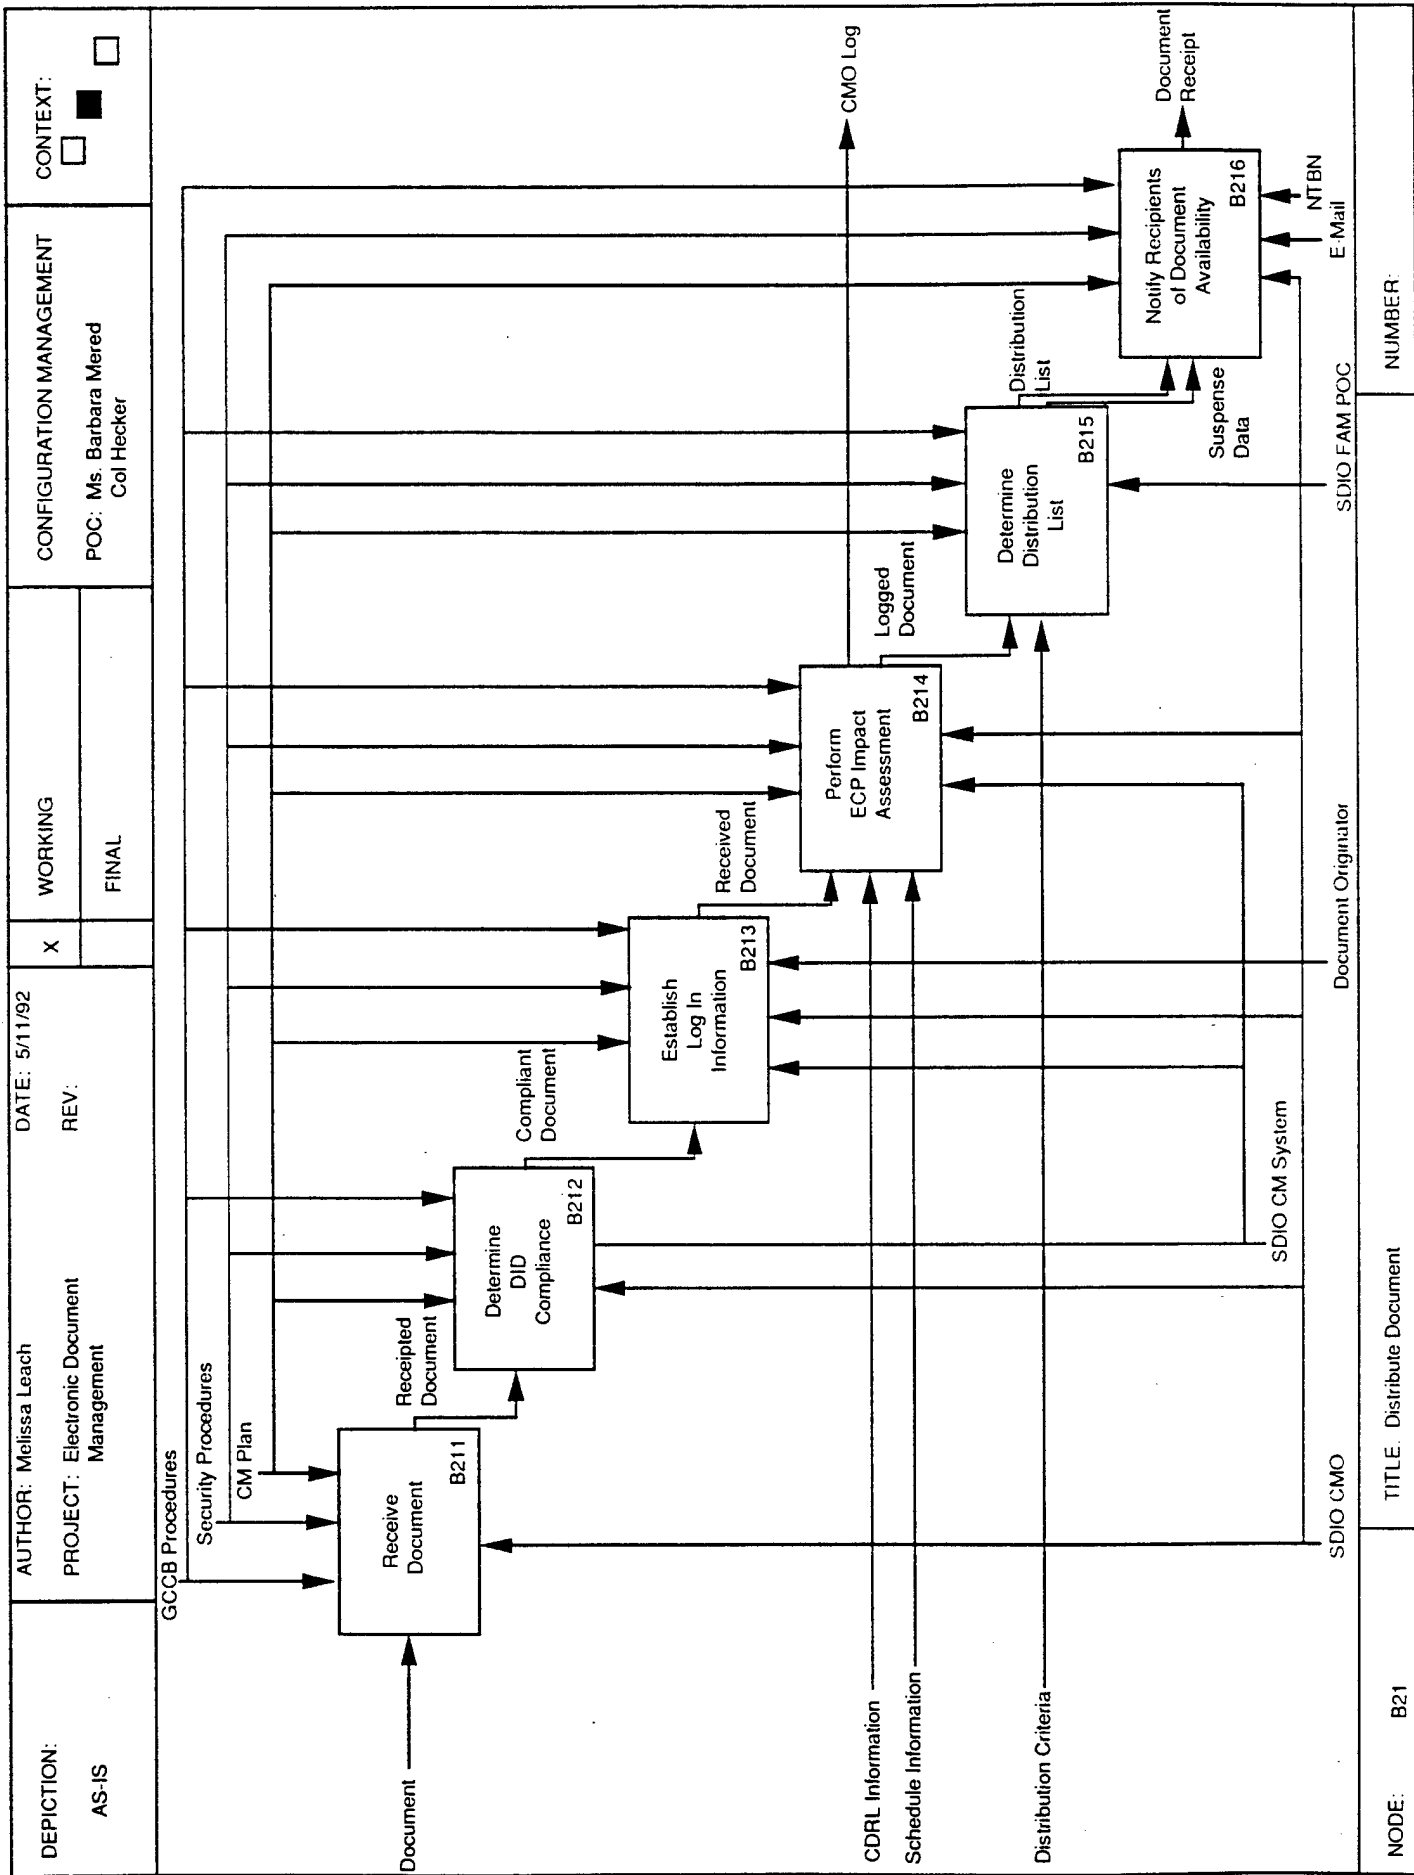 DEPICTION:
AS-IS
AUTHOR: Melissa Leach
PROJECT: Electronic Document
Management
DATE: 5/11/92
REV:
X
WORKING
FINAL
CONFIGURATION MANAGEMENT
POC: Ms. Barbara Mered
Col Hecker
CONTEXT:
GCCB Procedures
Security Procedures
CM Plan
Document
Receive
Document
B211
Receipted
Document
Determine
DID
Compliance
B212
Compliant
Document
Establish
Log In
Information
B213
Received
Document
CDRL Information
Schedule Information
Perform
ECP Impact
Assessment
B214
CMO Log
Logged
Document
Distribution Criteria
Determine
Distribution
List
B215
Distribution
List
Suspense
Data
Notify Recipients
of Document
Availability
B216
Document
Receipt
SDIO CM System
SDIO CMO
Document Originator
SDIO FAM POC
E-Mail
NTBN
NODE:
B21
TITLE. Distribute Document
NUMBER: